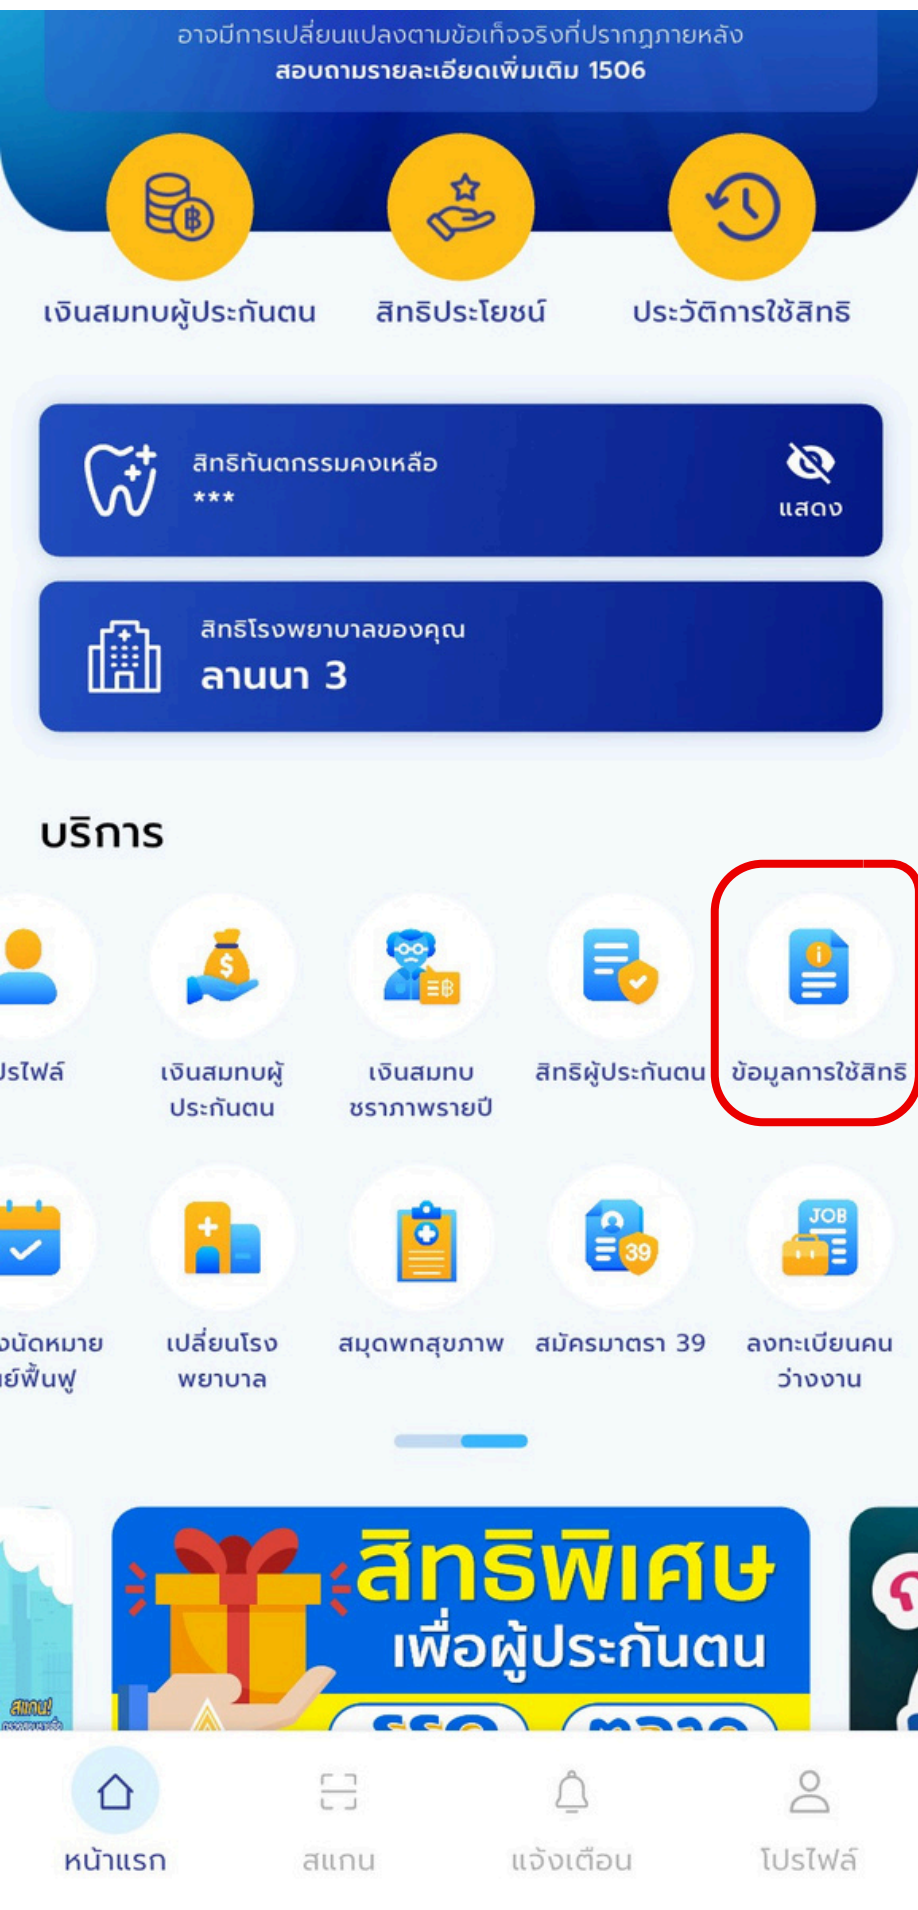 อาจมีการเปลี่ยนแปลงตามข้อเท็จจริงที่ปรากฏภายหลัง
สอบถามรายละเอียดเพิ่มเติม 1506
เงินสมทบผู้ประกันตน
สิทธิประโยชน์
ประวัติการใช้สิทธิ
สิทธิทันตกรรมคงเหลือ
***
แสดง
สิทธิโรงพยาบาลของคุณ
ลานนา 3
บริการ
เงินสมทบผู้
ประกันตน
เงินสมทบ
ชราภาพรายปี
สิทธิผู้ประกันตน
ข้อมูลการใช้สิทธิ
JOB
39
เปลี่ยนโรง
พยาบาล
สมุดพกสุขภาพ
สมัครมาตรา 39
ลงทะเบียนคน
ว่างงาน
สิทธิพิเศษ
เพื่อผู้ประกันตน
สแกน!
หน้าแรก
สแกน
แจ้งเตือน
โปรไฟล์